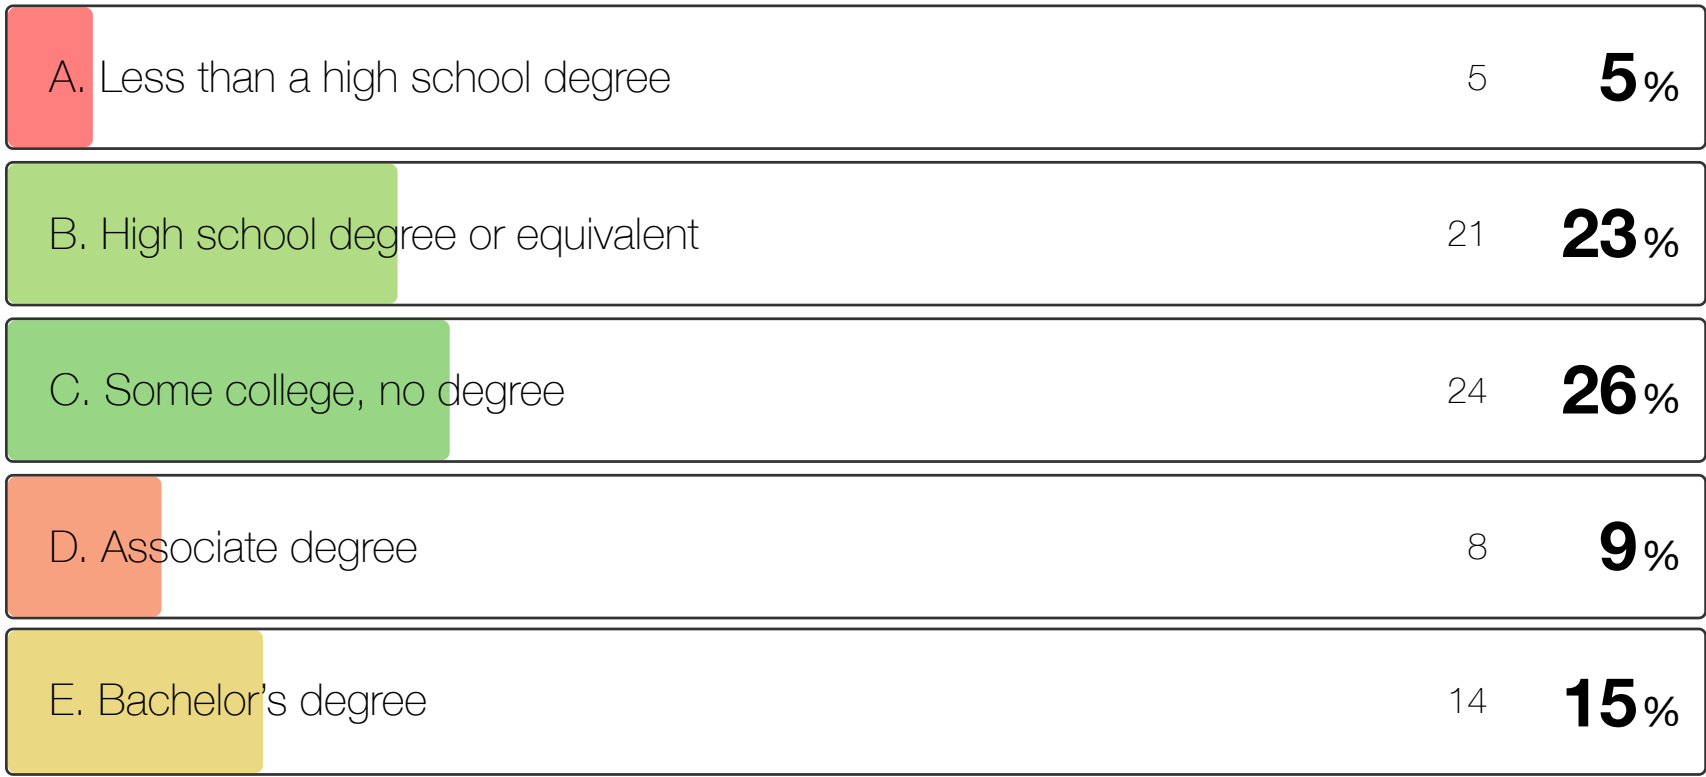 A. Less than a high school degree 5 5%
B. High school degree or equivalent 21 23%
C. Some college, no degree 24 26%
D. Associate degree 8 9%
E. Bachelor’s degree 14 15%